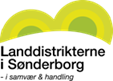 Landdistrikterne
i Sønderborg
- i samvær & handling